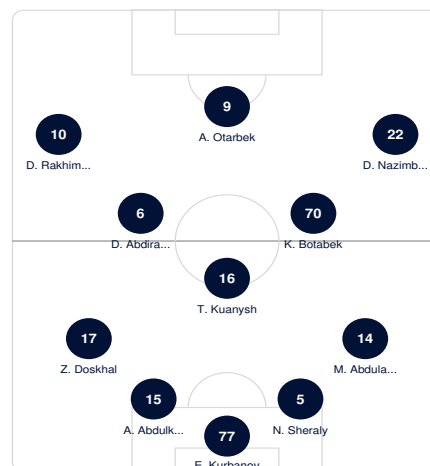 9
A. Otarbek
10
D. Rakhim...
22
D. Nazimb...
6
D. Abdira...
70
K. Botabek
16
T. Kuanysh
17
Z. Doskhal
14
M. Abdula...
15
A. Abdulk...
5
N. Sheraly
77
E. Kurbanov